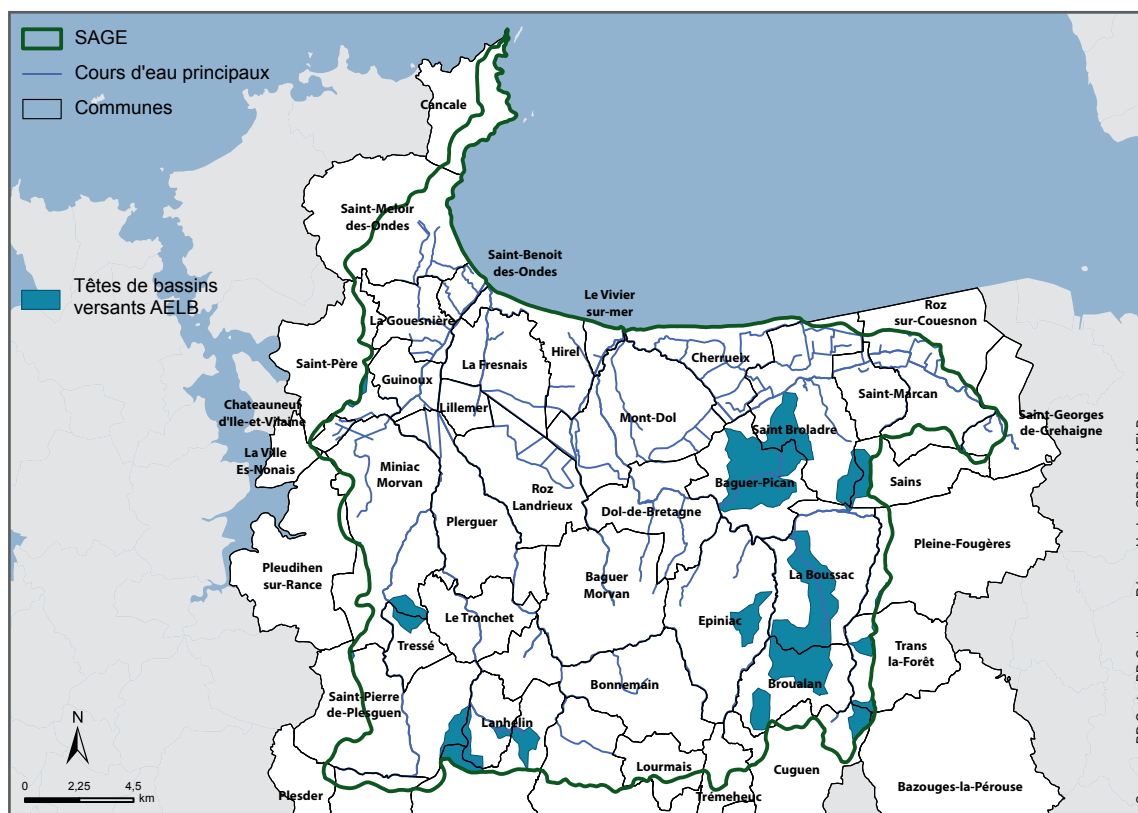 SAGE
Cours d'eau principaux
Communes
Têtes de bassins
versants AELB
Cancale
Saint-Meloir
des-Ondes
Saint-Benoit
des-Ondes
Le Vivier
sur-mer
Roz
sur-Couesnon
La Gouesnière
Saint-Père
La Fresnais
Hirel
Cherrueix
Guinoux
Lillemer
Mont-Dol
Saint-Marcan
Chateauneuf
d'Ile-et-Vilaine
Saint-Georges
de-Grehaigne
Saint Broladre
La Ville
Es-Nonais
Miniac
Morvan
Baguer-Pican
Sains
Roz
Landrieux
Dol-de-Bretagne
Plerguer
Pleine-Fougères
Pleudihen
sur-Rance
Baguer
Morvan
La Boussac
Le Tronchet
Epiniac
Tressé
Trans
la-Forêt
Bonnemain
Broualan
Saint-Pierre
de-Plesguen
Lanhélin
Lourmais
Cuguen
Plesder
Trémeheuc
Bazouges-la-Pérouse
N
0 2,25 4,5
km